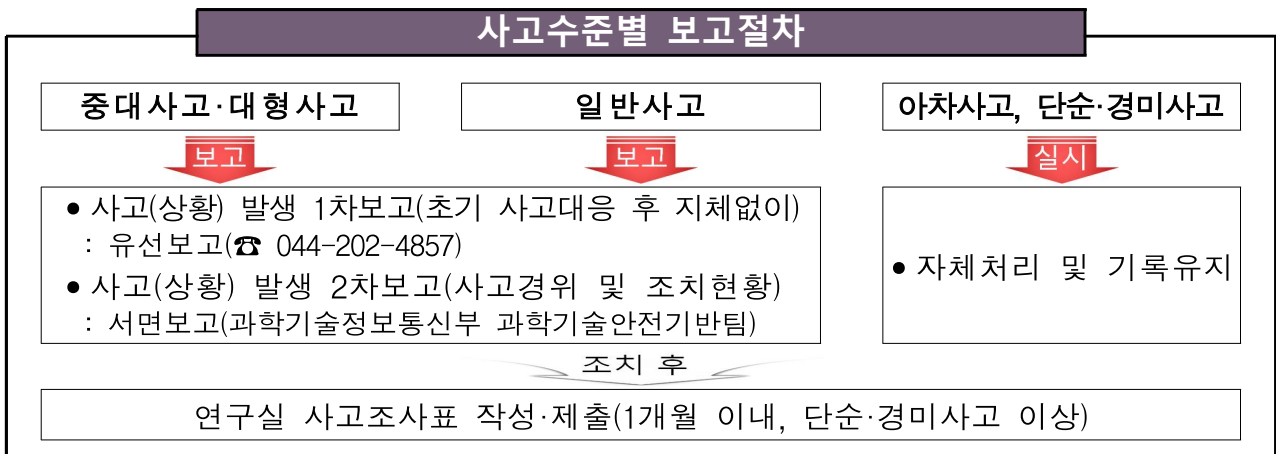 사고수준별 보고절차
중대사고·대형사고
일반사고
아차사고, 단순·경미사고
보고
보고
실시
● 사고(상황) 발생 1차보고(초기 사고대응 후 지체없이)
: 유선보고(☎ 044-202-4857)
● 사고(상황) 발생 2차보고(사고경위 및 조치현황)
: 서면보고(과학기술정보통신부 과학기술안전기반팀)
● 자체처리 및 기록유지
조치 후
연구실 사고조사표 작성·제출(1개월 이내, 단순·경미사고 이상)